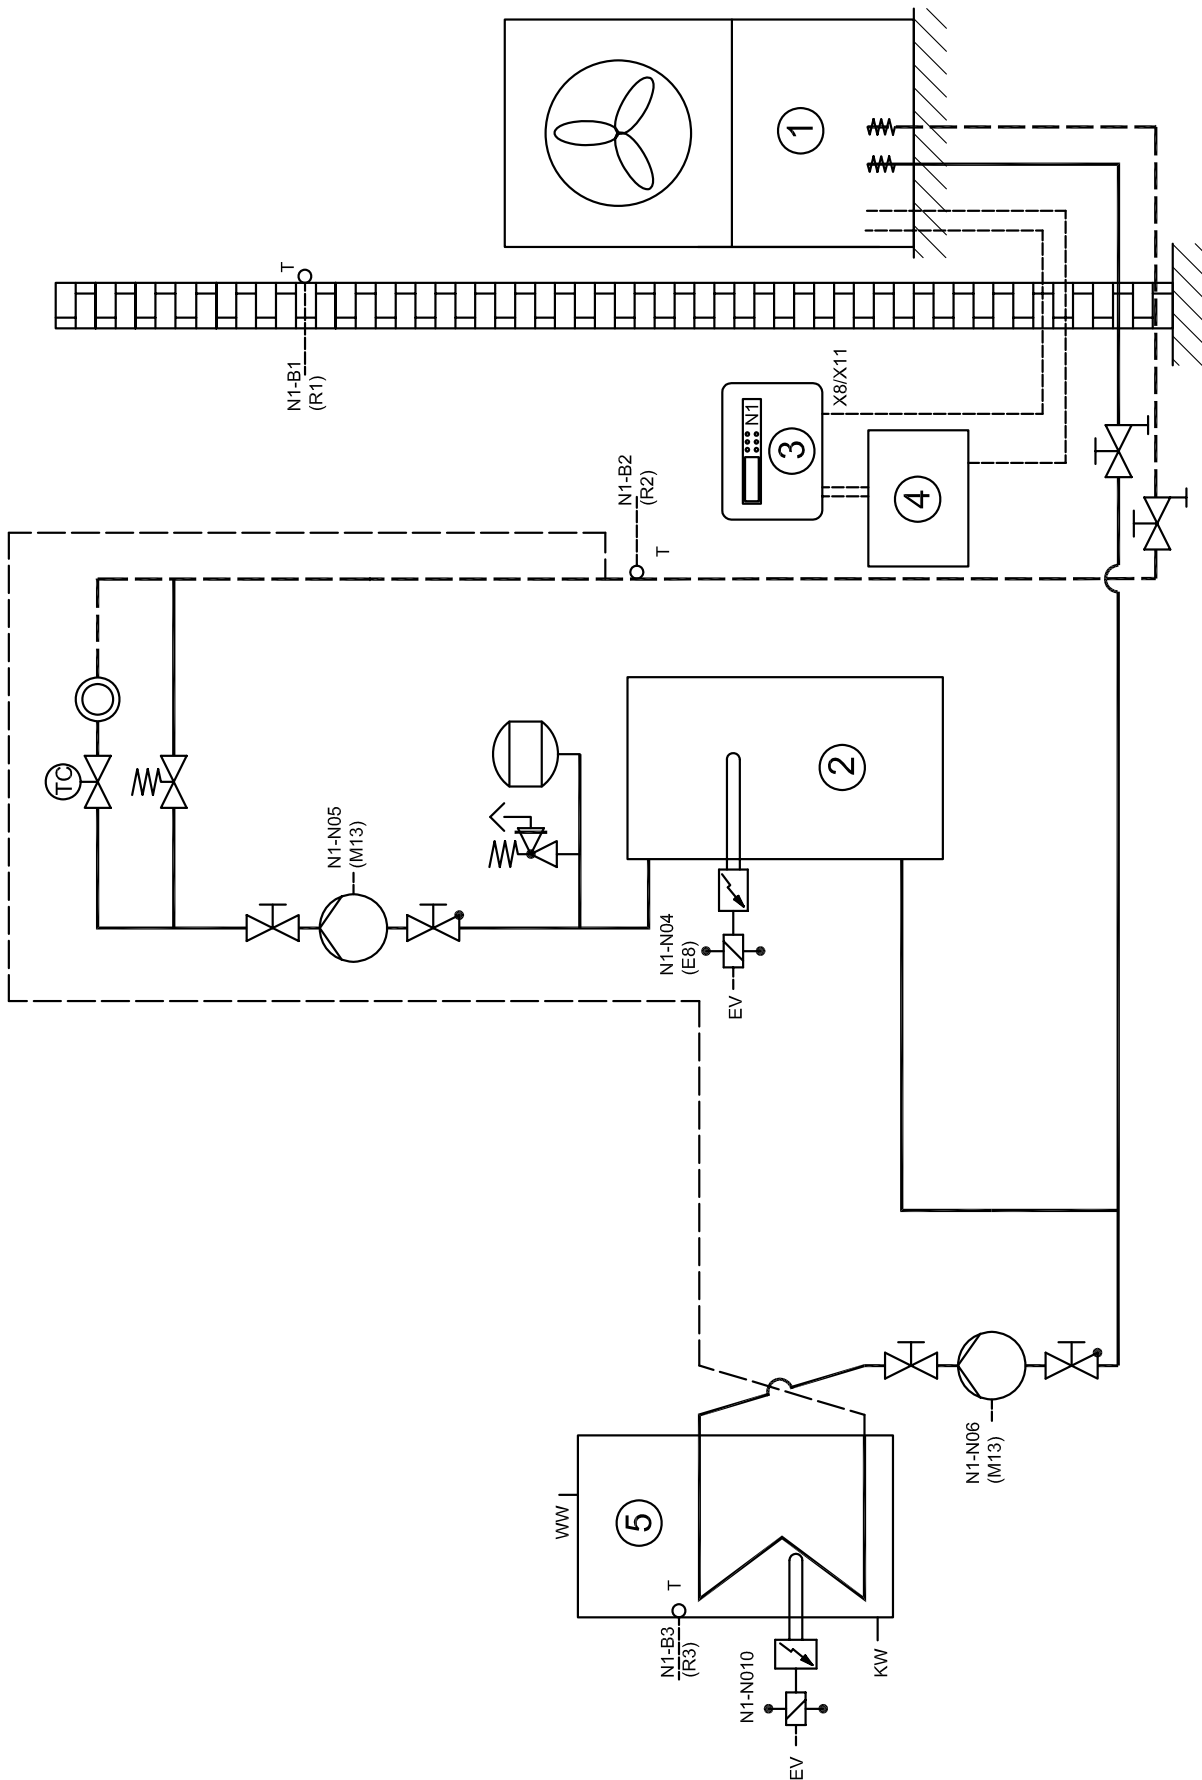 T
N1-B1
(R1)
1
X8/X11
N1
3
4
N1-B2
(R2)
T
TC
N1-N05
(M13)
2
N1-N04
(E8)
EV
WW
5
T
N1-B3
(R3)
N1-N010
EV
KW
N1-N06
(M13)